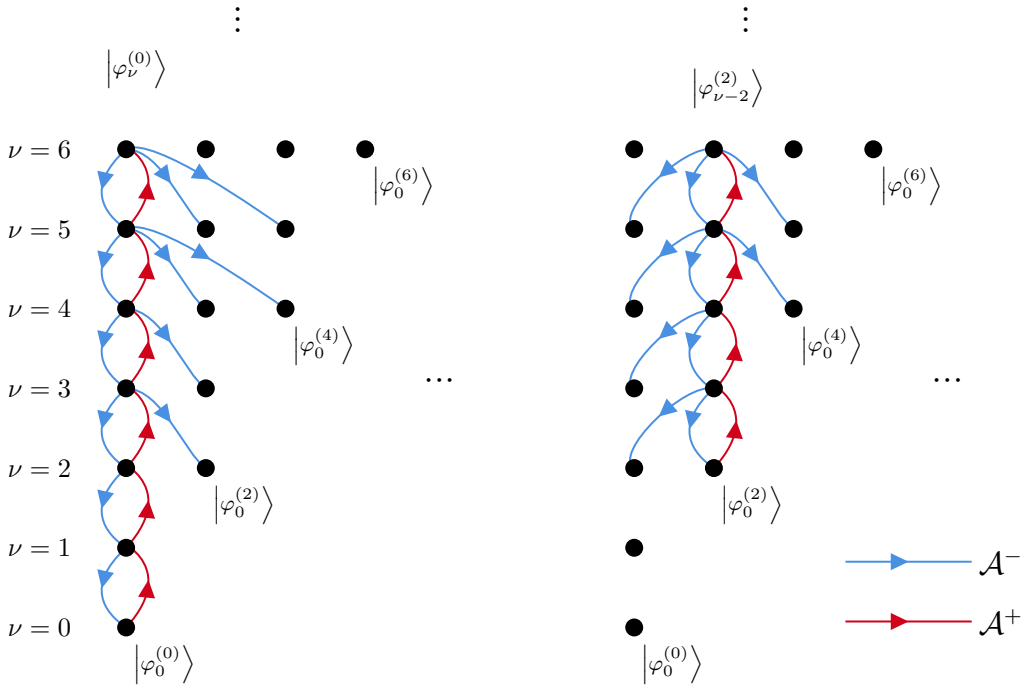 ⋮ ⋮
|φ_ν^{(0)}⟩
|φ_{ν−2}^{(2)}⟩
ν = 6
|φ_0^{(6)}⟩ |φ_0^{(6)}⟩
ν = 5
ν = 4
|φ_0^{(4)}⟩ |φ_0^{(4)}⟩
ν = 3 ⋯ ⋯
ν = 2
|φ_0^{(2)}⟩ |φ_0^{(2)}⟩
ν = 1
𝒜^−
ν = 0
𝒜^+
|φ_0^{(0)}⟩ |φ_0^{(0)}⟩